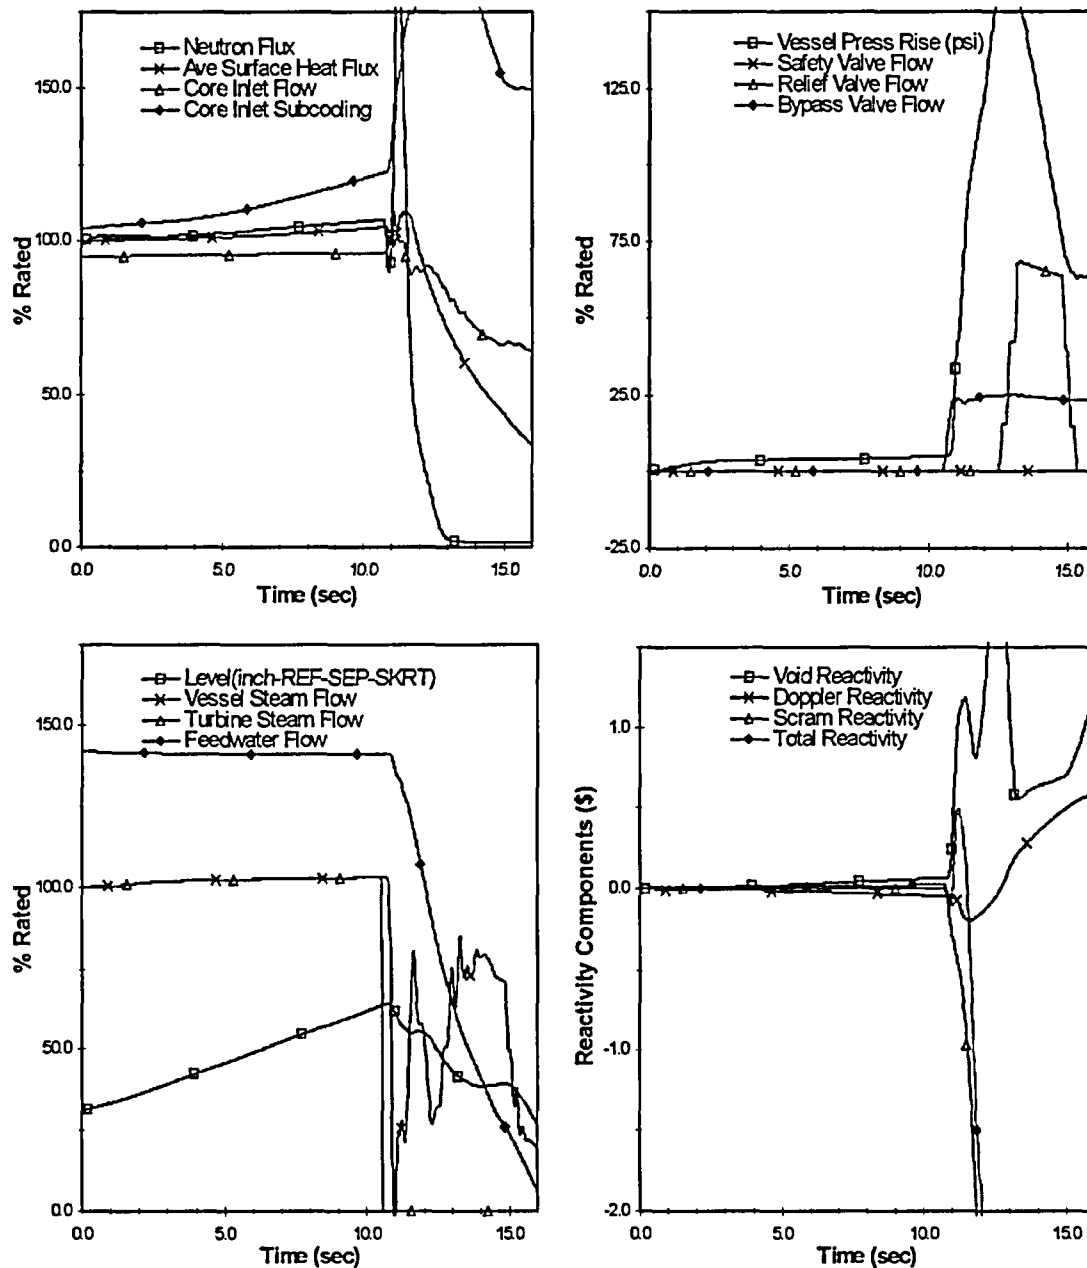 Neutron Flux
Ave Surface Heat Flux
Core Inlet Flow
Core Inlet Subcoding
150.0
100.0
50.0
0.0
% Rated
0.0
5.0
10.0
15.0
Time (sec)
Vessel Press Rise (psi)
Safety Valve Flow
Relief Valve Flow
Bypass Valve Flow
125.0
75.0
25.0
-25.0
% Rated
0.0
5.0
10.0
15.0
Time (sec)
Level(inch-REF-SEP-SKRT)
Vessel Steam Flow
Turbine Steam Flow
Feedwater Flow
150.0
100.0
50.0
0.0
% Rated
0.0
5.0
10.0
15.0
Time (sec)
Void Reactivity
Doppler Reactivity
Scram Reactivity
Total Reactivity
1.0
0.0
-1.0
-2.0
Reactivity Components ($)
0.0
5.0
10.0
15.0
Time (sec)